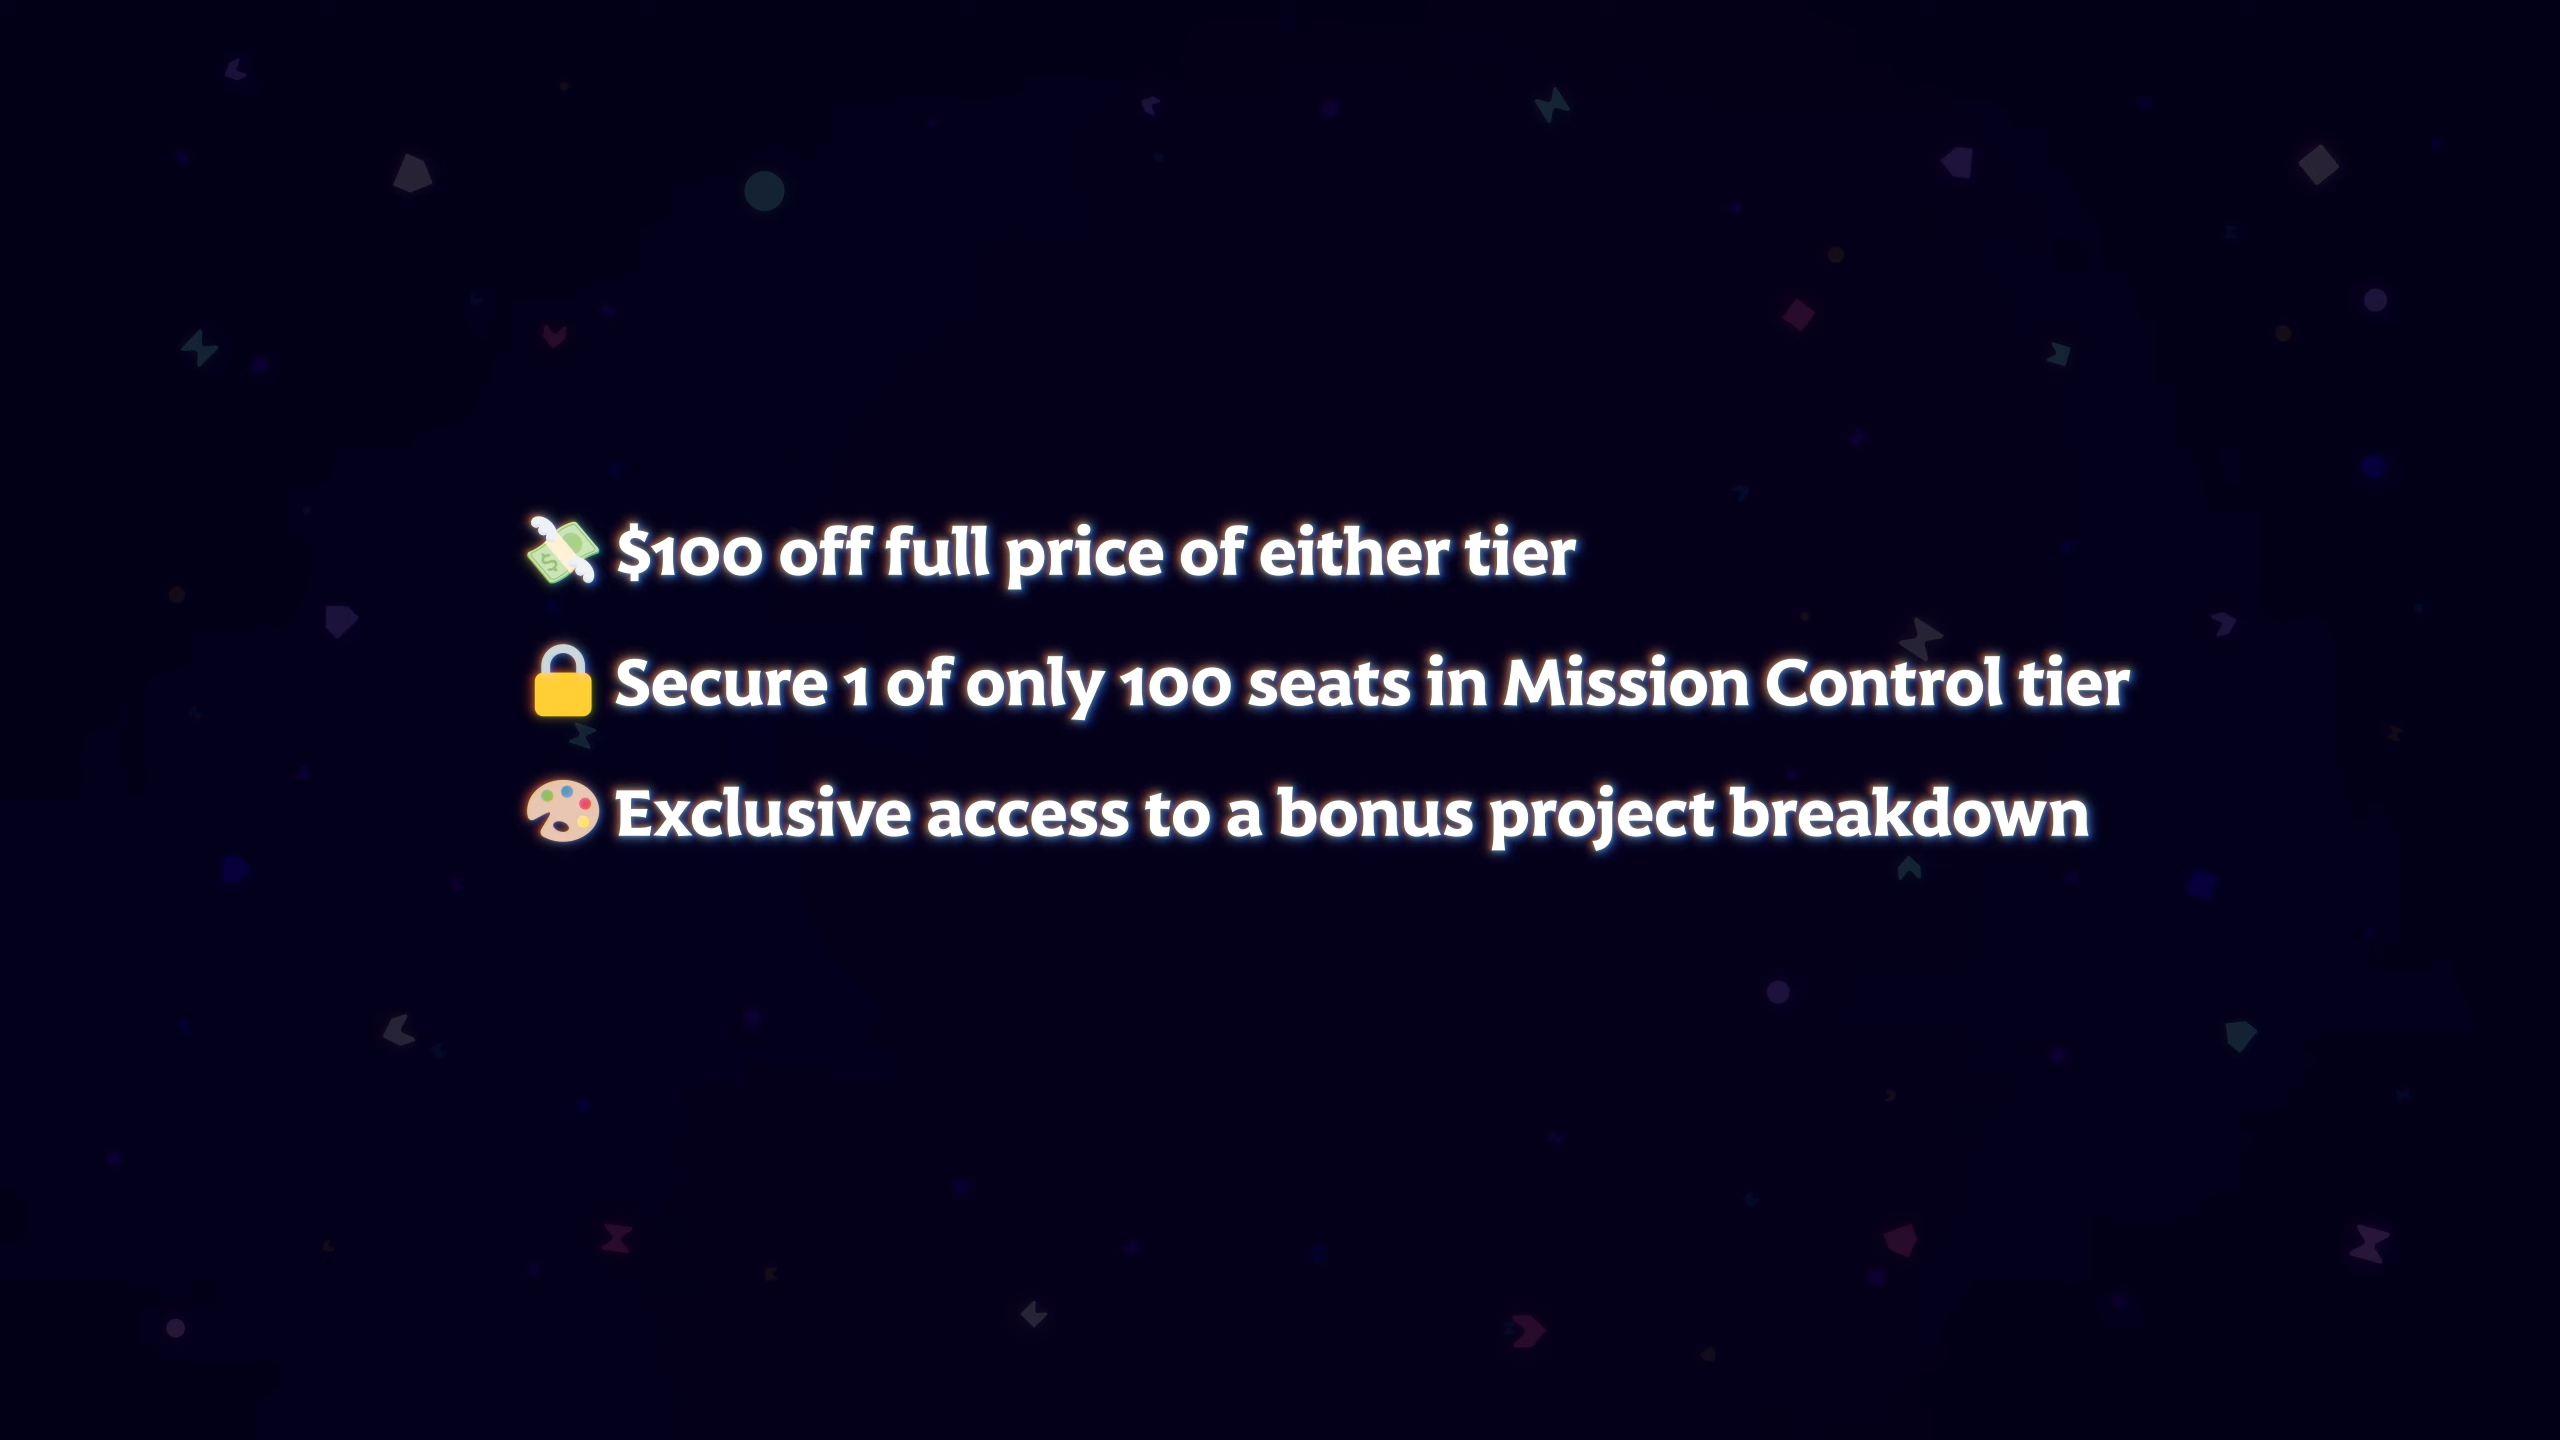 💸 $100 off full price of either tier
🔒 Secure 1 of only 100 seats in Mission Control tier
🎨 Exclusive access to a bonus project breakdown